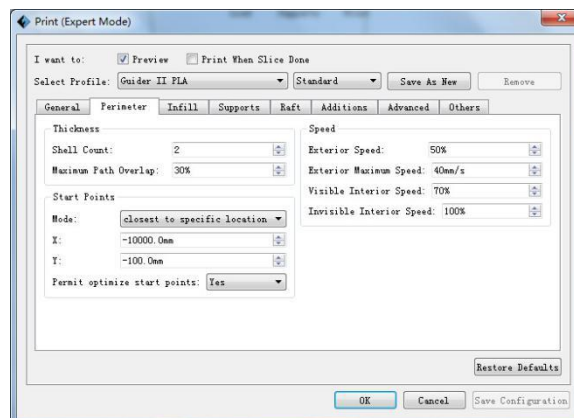 Print (Expert Mode)
I want to: Preview Print When Slice Done
Select Profile: Guider II PLA Standard Save As New Remove
General Perimeter Infill Supports Raft Additions Advanced Others
Thickness
Shell Count: 2
Maximum Path Overlap: 30%
Start Points
Mode: closest to specific location
X: -10000.0mm
Y: -100.0mm
Permit optimize start points: Yes
Speed
Exterior Speed: 50%
Exterior Maximum Speed: 40mm/s
Visible Interior Speed: 70%
Invisible Interior Speed: 100%
Restore Defaults
OK Cancel Save Configuration